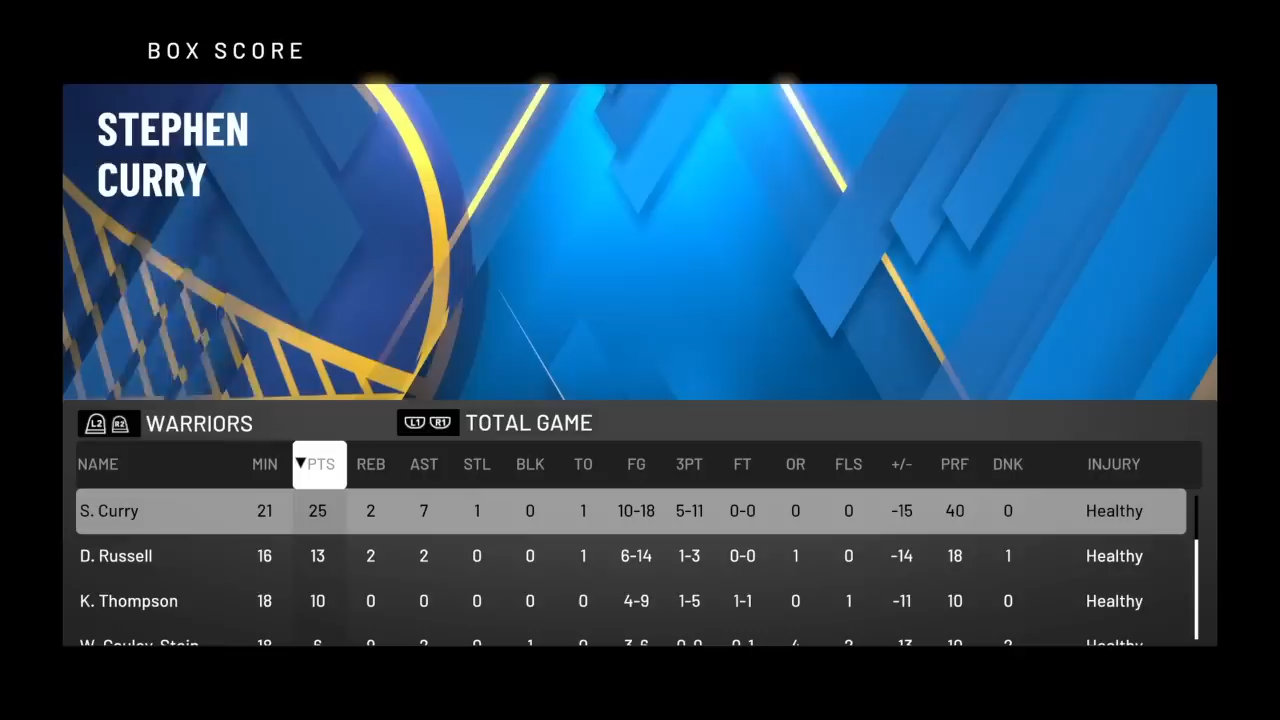 BOX SCORE
STEPHEN
CURRY
L2 R2 WARRIORS L1 R1 TOTAL GAME
NAME MIN ▼PTS REB AST STL BLK TO FG 3PT FT OR FLS +/- PRF DNK INJURY
S. Curry 21 25 2 7 1 0 1 10-18 5-11 0-0 0 0 -15 40 0 Healthy
D. Russell 16 13 2 2 0 0 1 6-14 1-3 0-0 1 0 -14 18 1 Healthy
K. Thompson 18 10 0 0 0 0 0 4-9 1-5 1-1 0 1 -11 10 0 Healthy
W. Cauley-Stein 18 Healthy